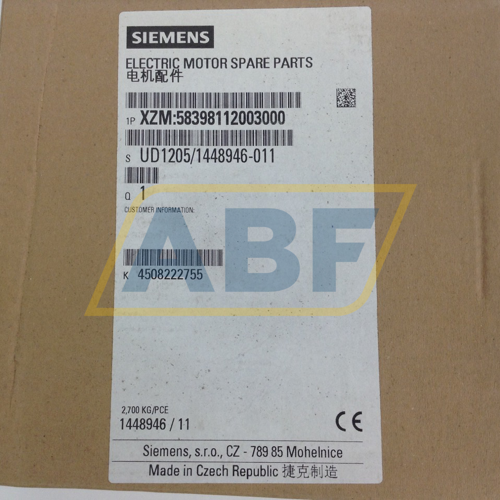 SIEMENS
ELECTRIC MOTOR SPARE PARTS
电机配件
1P XZM:58398112003000
S UD1205/1448946-011
Q 1
CUSTOMER INFORMATION:
ABF
K 4508222755
2,700 KG/PCE
1448946 / 11
CE
Siemens, s.r.o., CZ - 789 85 Mohelnice
Made in Czech Republic 捷克制造